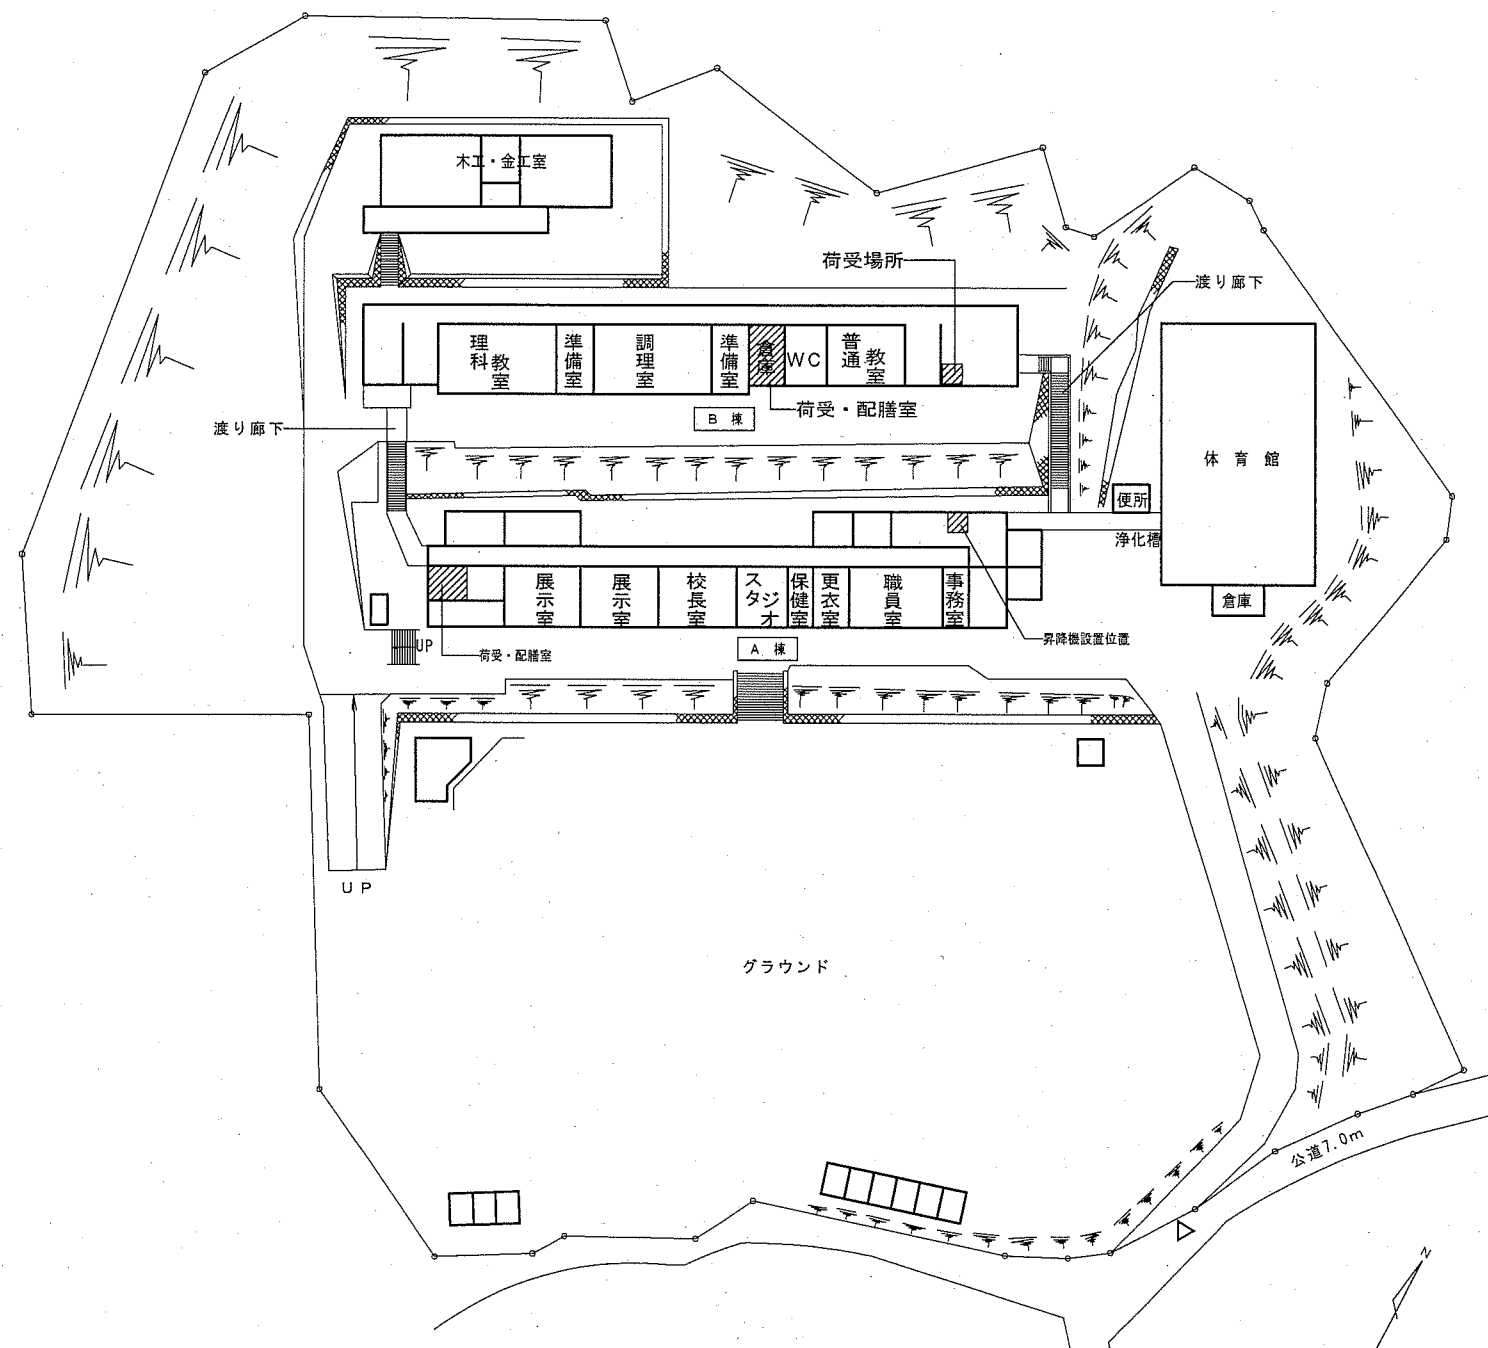 木工・金工室
荷受場所
渡り廊下
理科教室
準備室
調理室
準備室
倉庫
WC
普通教室
荷受・配膳室
B 棟
渡り廊下
体 育 館
便所
浄化槽
倉庫
展示室
展示室
校長室
スタジオ
保健室
更衣室
職員室
事務室
昇降機設置位置
UP
荷受・配膳室
A 棟
UP
グラウンド
公道7.0m
N